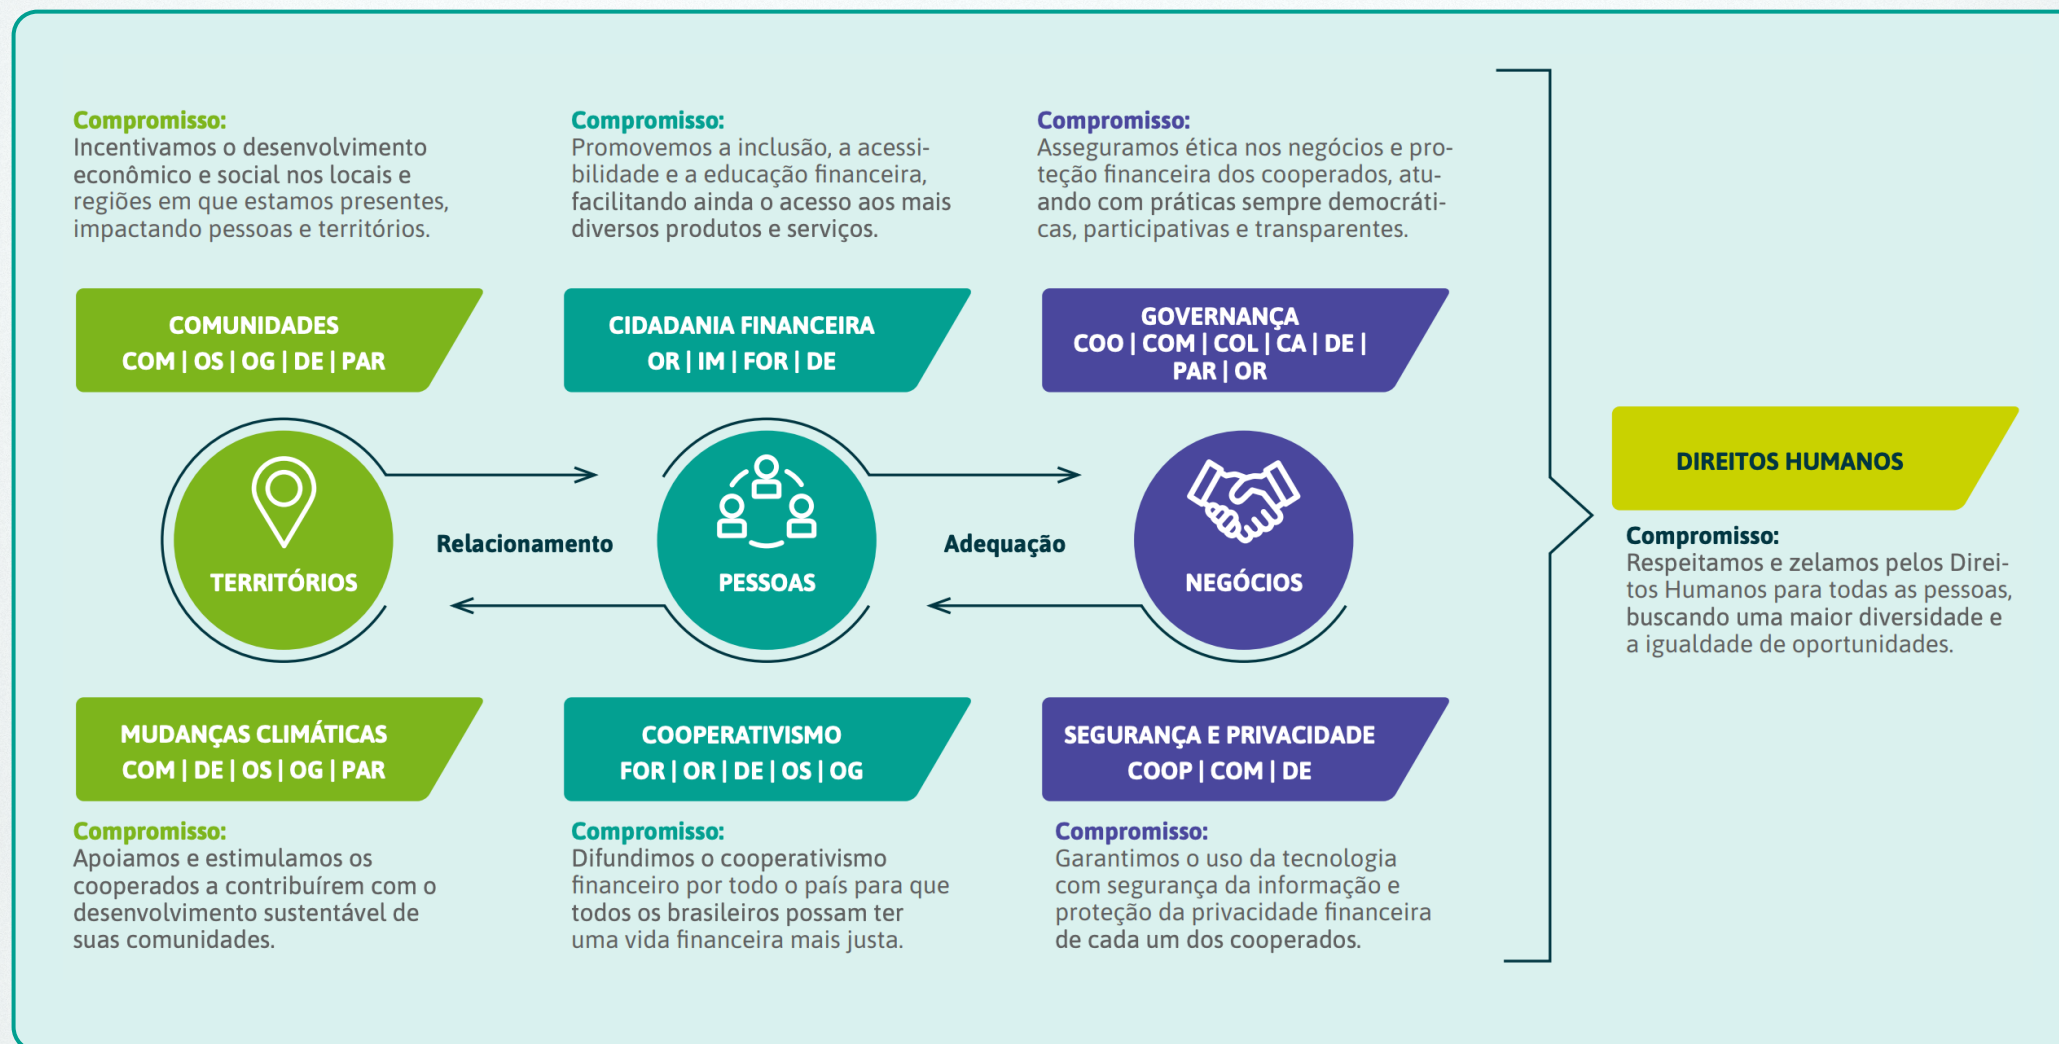 Compromisso:
Incentivamos o desenvolvimento
econômico e social nos locais e
regiões em que estamos presentes,
impactando pessoas e territórios.
Compromisso:
Promovemos a inclusão, a acessi-
bilidade e a educação financeira,
facilitando ainda o acesso aos mais
diversos produtos e serviços.
Compromisso:
Asseguramos ética nos negócios e pro-
teção financeira dos cooperados, atu-
ando com práticas sempre democráti-
cas, participativas e transparentes.
COMUNIDADES
COM | OS | OG | DE | PAR
CIDADANIA FINANCEIRA
OR | IM | FOR | DE
GOVERNANÇA
COO | COM | COL | CA | DE |
PAR | OR
TERRITÓRIOS
Relacionamento
PESSOAS
Adequação
NEGÓCIOS
MUDANÇAS CLIMÁTICAS
COM | DE | OS | OG | PAR
COOPERATIVISMO
FOR | OR | DE | OS | OG
SEGURANÇA E PRIVACIDADE
COOP | COM | DE
Compromisso:
Apoiamos e estimulamos os
cooperados a contribuírem com o
desenvolvimento sustentável de
suas comunidades.
Compromisso:
Difundimos o cooperativismo
financeiro por todo o país para que
todos os brasileiros possam ter
uma vida financeira mais justa.
Compromisso:
Garantimos o uso da tecnologia
com segurança da informação e
proteção da privacidade financeira
de cada um dos cooperados.
DIREITOS HUMANOS
Compromisso:
Respeitamos e zelamos pelos Direi-
tos Humanos para todas as pessoas,
buscando uma maior diversidade e
a igualdade de oportunidades.